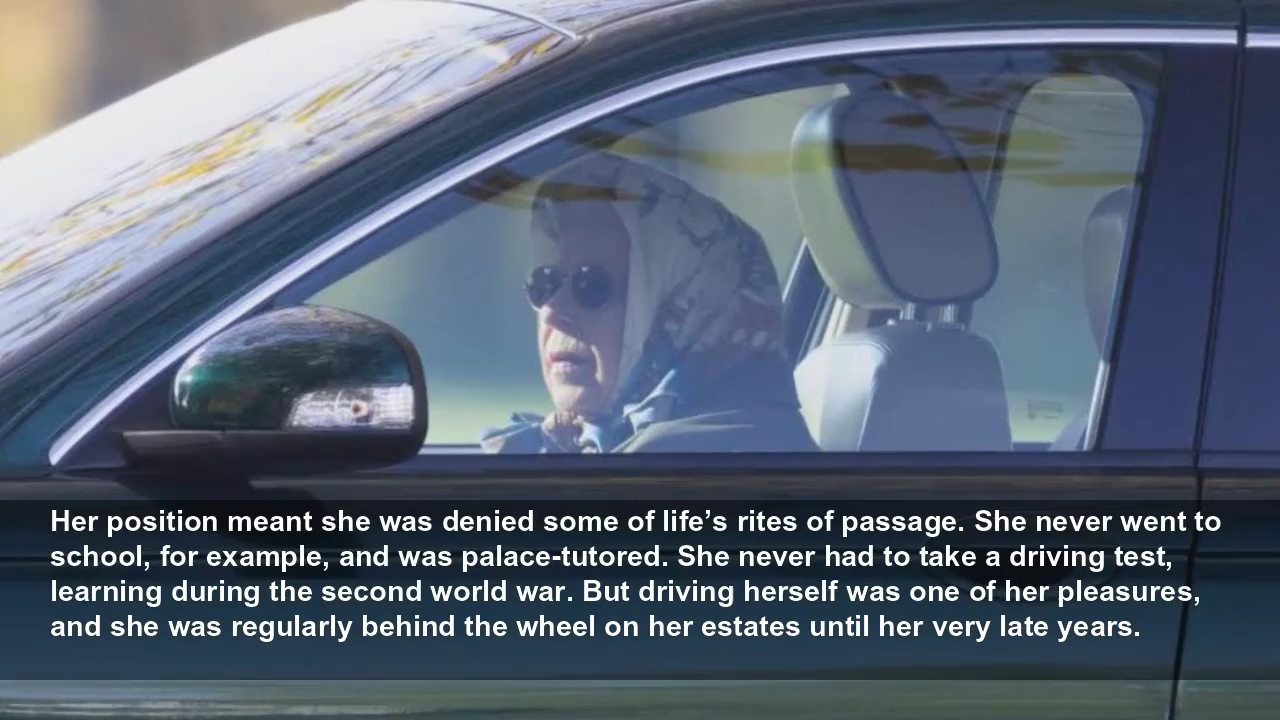 Her position meant she was denied some of life’s rites of passage. She never went to
school, for example, and was palace-tutored. She never had to take a driving test,
learning during the second world war. But driving herself was one of her pleasures,
and she was regularly behind the wheel on her estates until her very late years.